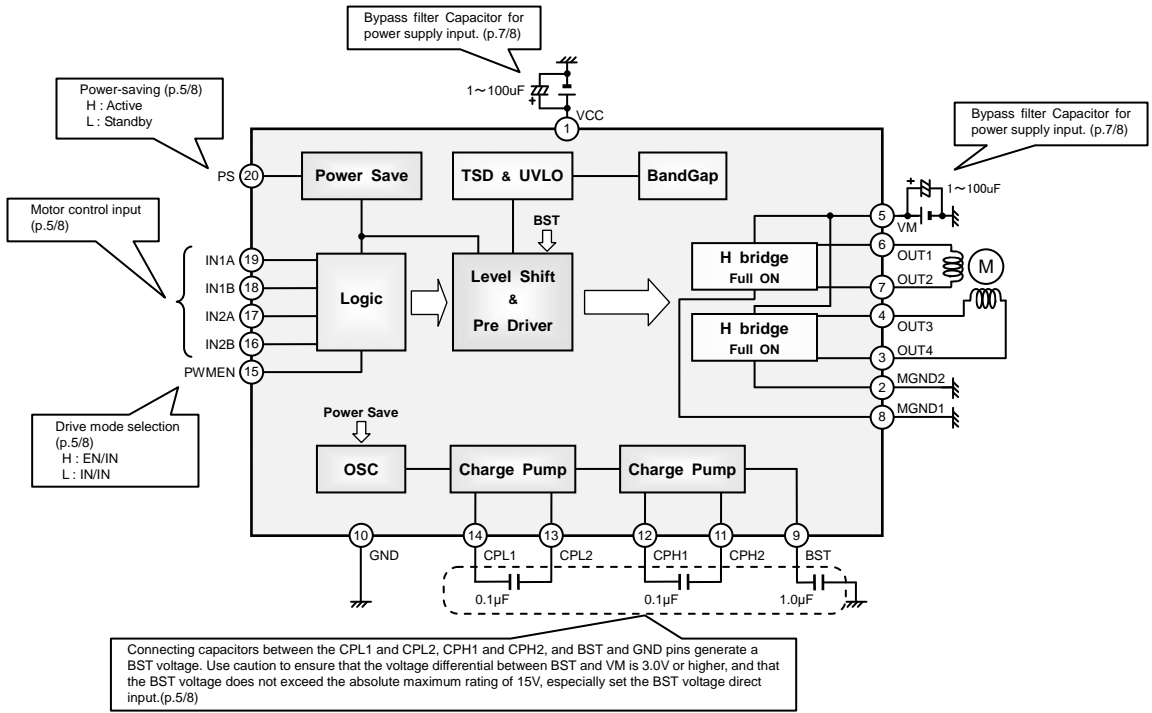 Bypass filter Capacitor for
power supply input. (p.7/8)
Power-saving (p.5/8)
H : Active
L : Standby
1～100uF
+
VCC
1
Bypass filter Capacitor for
power supply input. (p.7/8)
PS
20
Power Save
TSD & UVLO
BandGap
+
1～100uF
Motor control input
(p.5/8)
BST
5
VM
IN1A
19
IN1B
18
IN2A
17
IN2B
16
PWMEN
15
Logic
Level Shift
&
Pre Driver
H bridge
Full ON
H bridge
Full ON
6
OUT1
7
OUT2
M
4
OUT3
3
OUT4
2
MGND2
8
MGND1
Drive mode selection
(p.5/8)
H : EN/IN
L : IN/IN
Power Save
OSC
Charge Pump
Charge Pump
10
GND
14
CPL1
13
CPL2
12
CPH1
11
CPH2
9
BST
0.1µF
0.1µF
1.0µF
Connecting capacitors between the CPL1 and CPL2, CPH1 and CPH2, and BST and GND pins generate a
BST voltage. Use caution to ensure that the voltage differential between BST and VM is 3.0V or higher, and that
the BST voltage does not exceed the absolute maximum rating of 15V, especially set the BST voltage direct
input.(p.5/8)